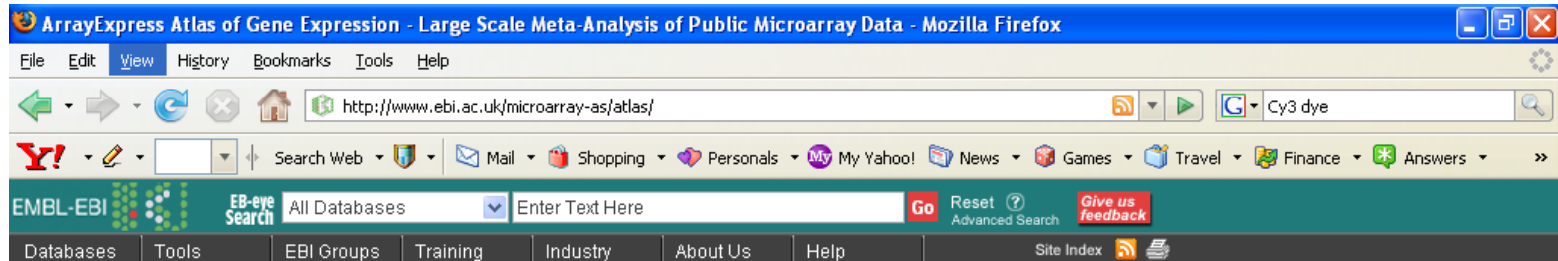 ArrayExpress Atlas of Gene Expression - Large Scale Meta-Analysis of Public Microarray Data - Mozilla Firefox
File Edit View History Bookmarks Tools Help
http://www.ebi.ac.uk/microarray-as/atlas/ G Cy3 dye
Y! Search Web Mail Shopping Personals My My Yahoo! News Games Travel Finance Answers »
EMBL-EBI EB-eye Search All Databases Enter Text Here Go Reset ? Advanced Search Give us feedback
Databases Tools EBI Groups Training Industry About Us Help Site Index